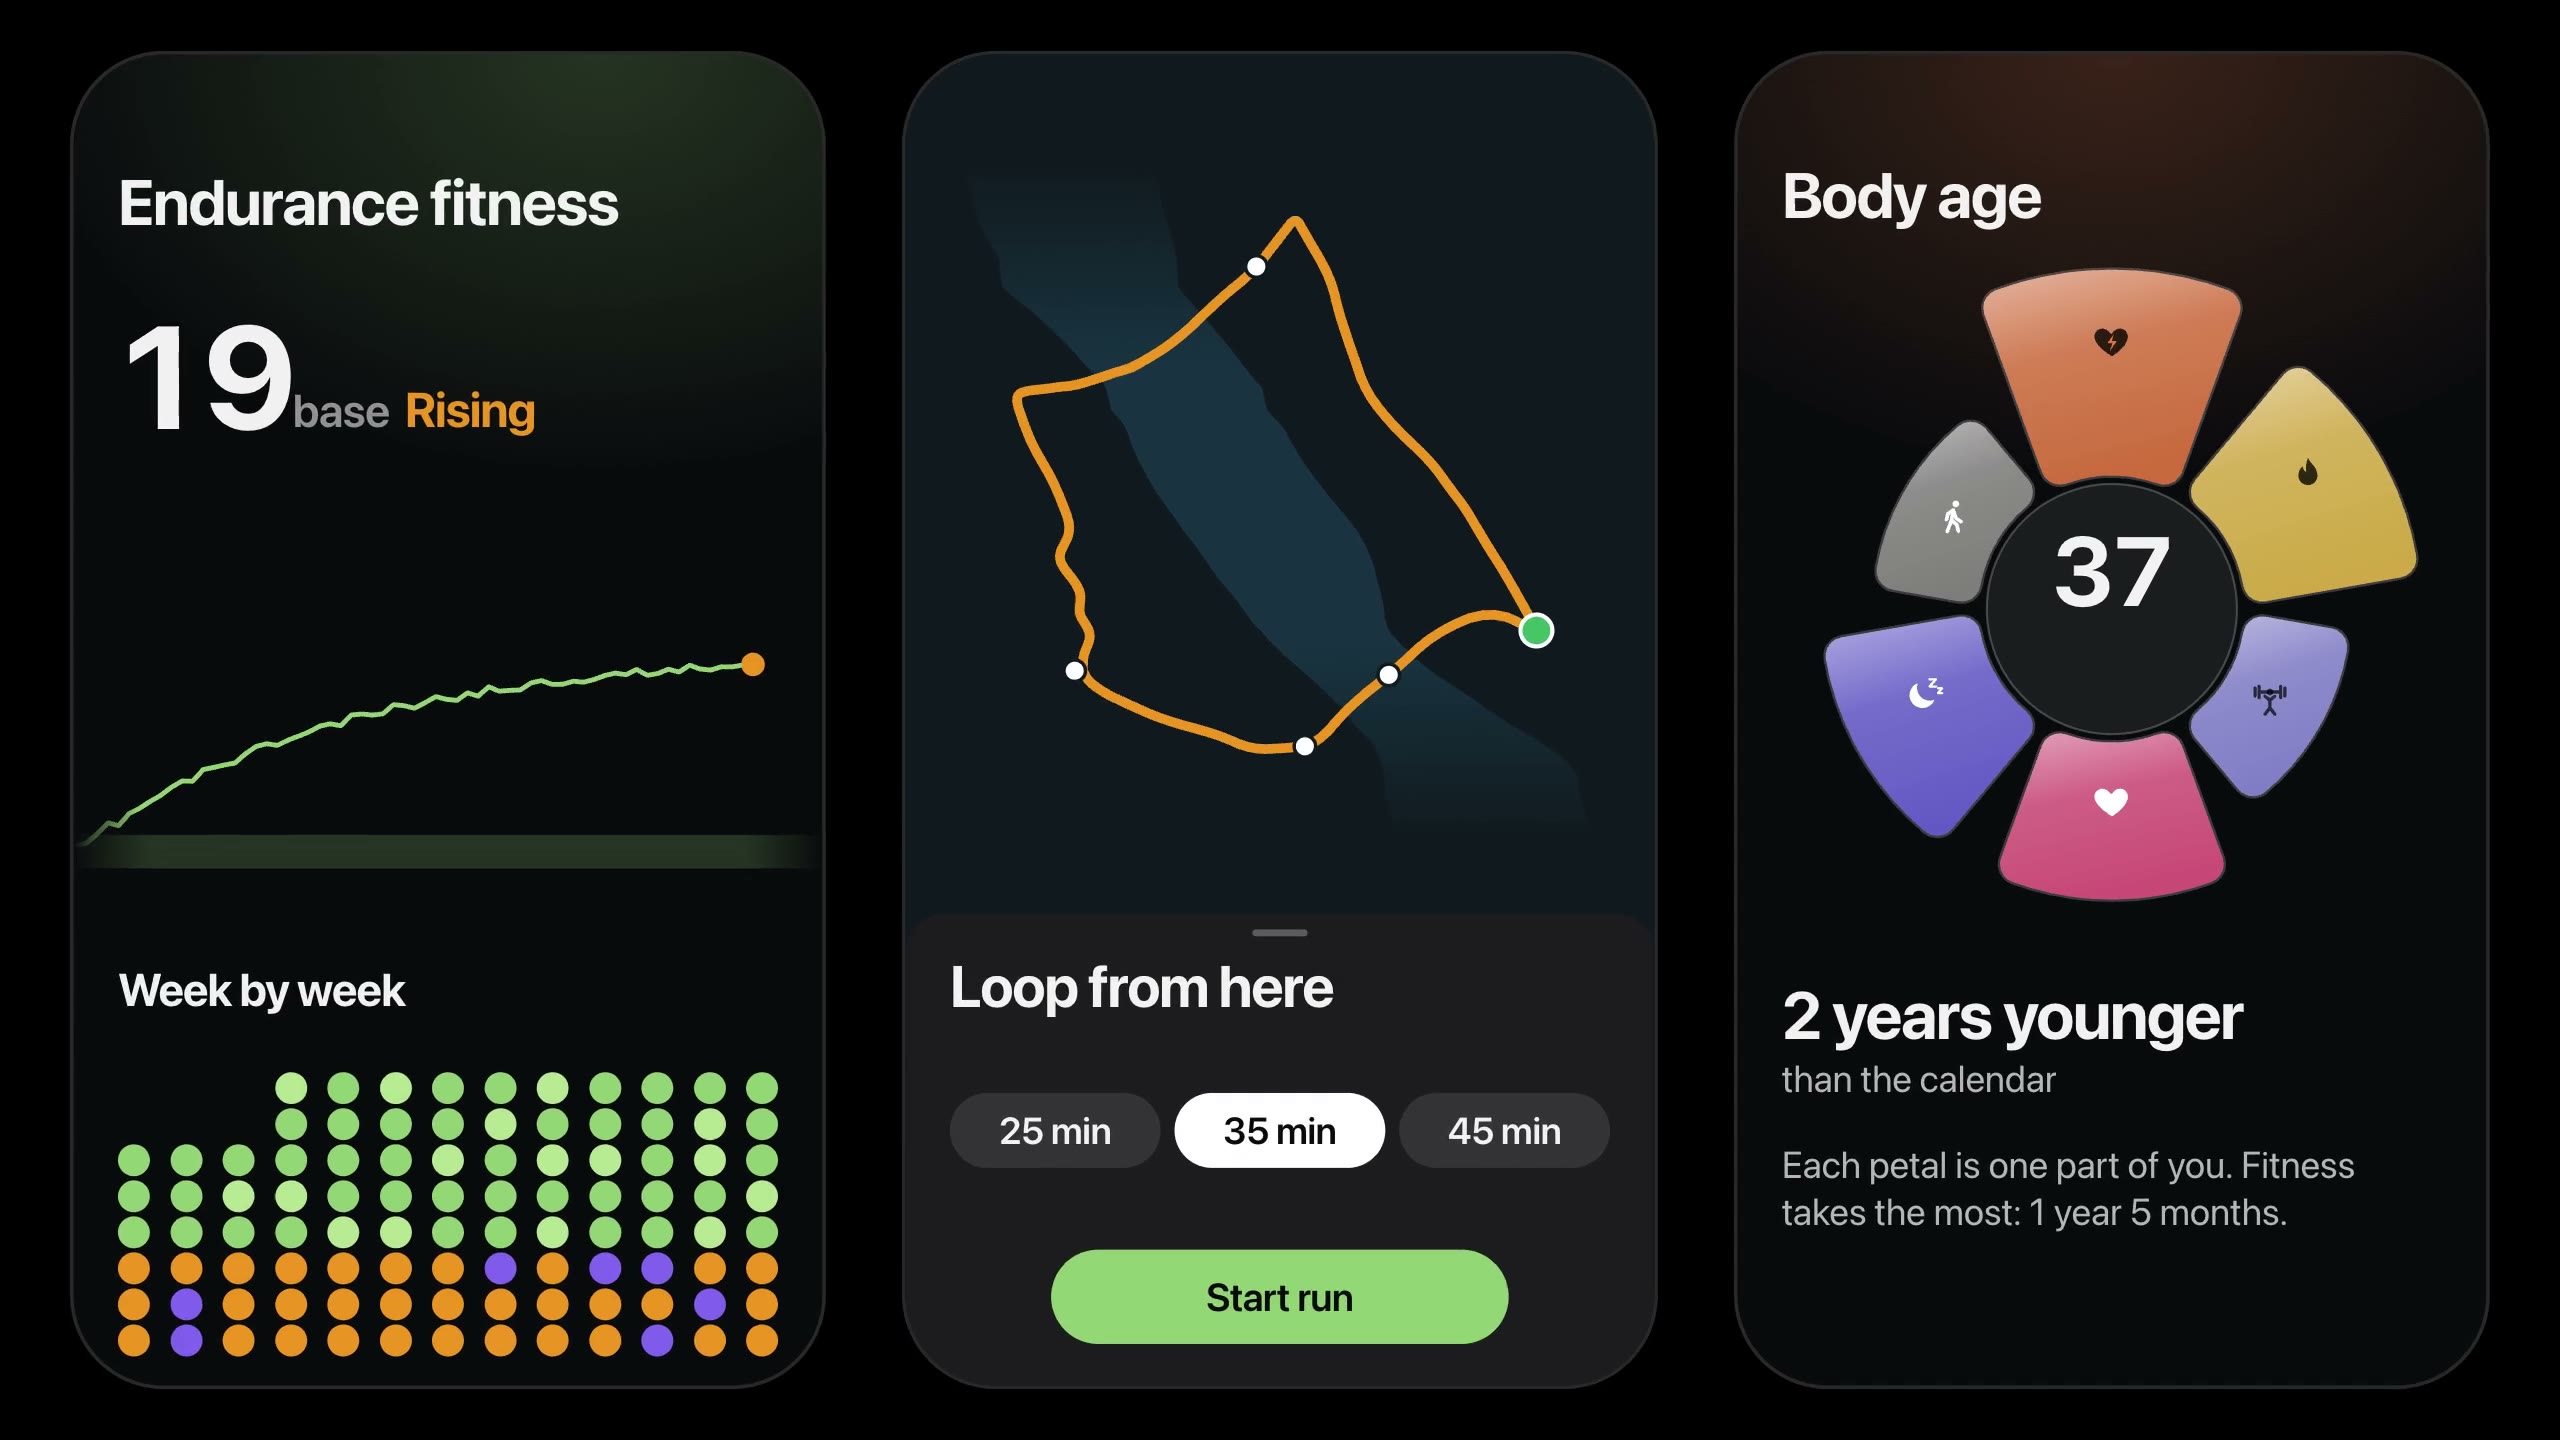 Endurance fitness
19 base Rising
Week by week
Loop from here
25 min 35 min 45 min
Start run
Body age
37
2 years younger
than the calendar
Each petal is one part of you. Fitness
takes the most: 1 year 5 months.